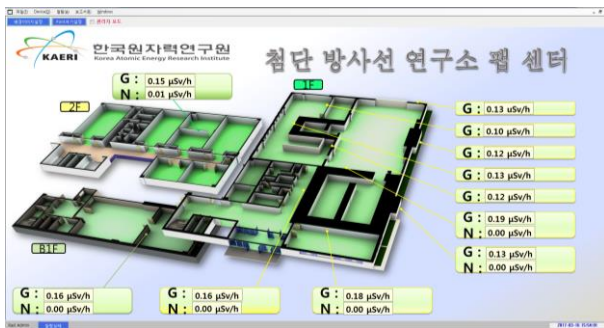 KAERI
한국원자력연구원
Korea Atomic Energy Research Institute
첨단 방사선 연구소 팹 센터
G : 0.15 μSv/h
N : 0.01 μSv/h
2F
1F
G : 0.13 uSv/h
G : 0.10 μSv/h
G : 0.12 μSv/h
G : 0.13 μSv/h
G : 0.12 μSv/h
G : 0.19 μSv/h
N : 0.00 μSv/h
G : 0.13 μSv/h
N : 0.00 μSv/h
B1F
G : 0.16 μSv/h
N : 0.00 μSv/h
G : 0.16 μSv/h
N : 0.00 μSv/h
G : 0.18 μSv/h
N : 0.00 μSv/h